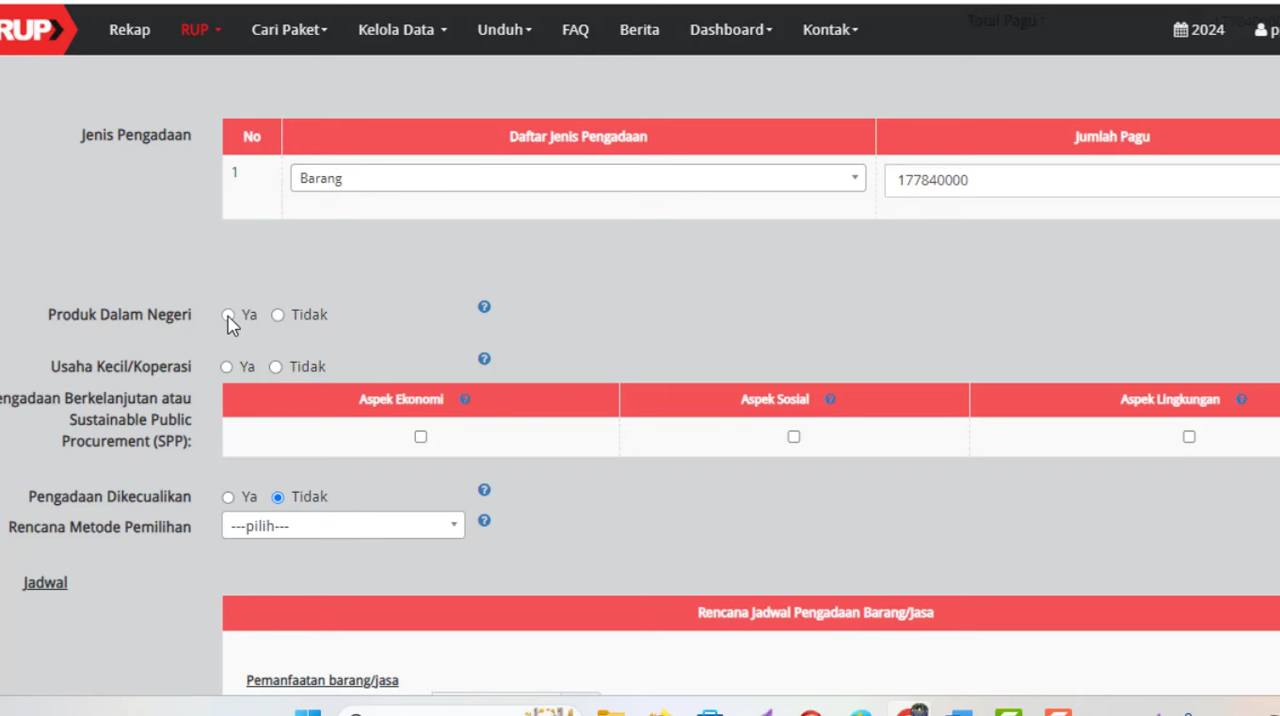 RUP Rekap RUP Cari Paket Kelola Data Unduh FAQ Berita Dashboard Kontak Total Pagu : 2024 p
Jenis Pengadaan No Daftar Jenis Pengadaan Jumlah Pagu
1 Barang 177840000
Produk Dalam Negeri Ya Tidak
Usaha Kecil/Koperasi Ya Tidak
engadaan Berkelanjutan atau Aspek Ekonomi Aspek Sosial Aspek Lingkungan
Sustainable Public
Procurement (SPP):
Pengadaan Dikecualikan Ya Tidak
Rencana Metode Pemilihan ---pilih---
Jadwal
Rencana Jadwal Pengadaan Barang/Jasa
Pemanfaatan barang/jasa